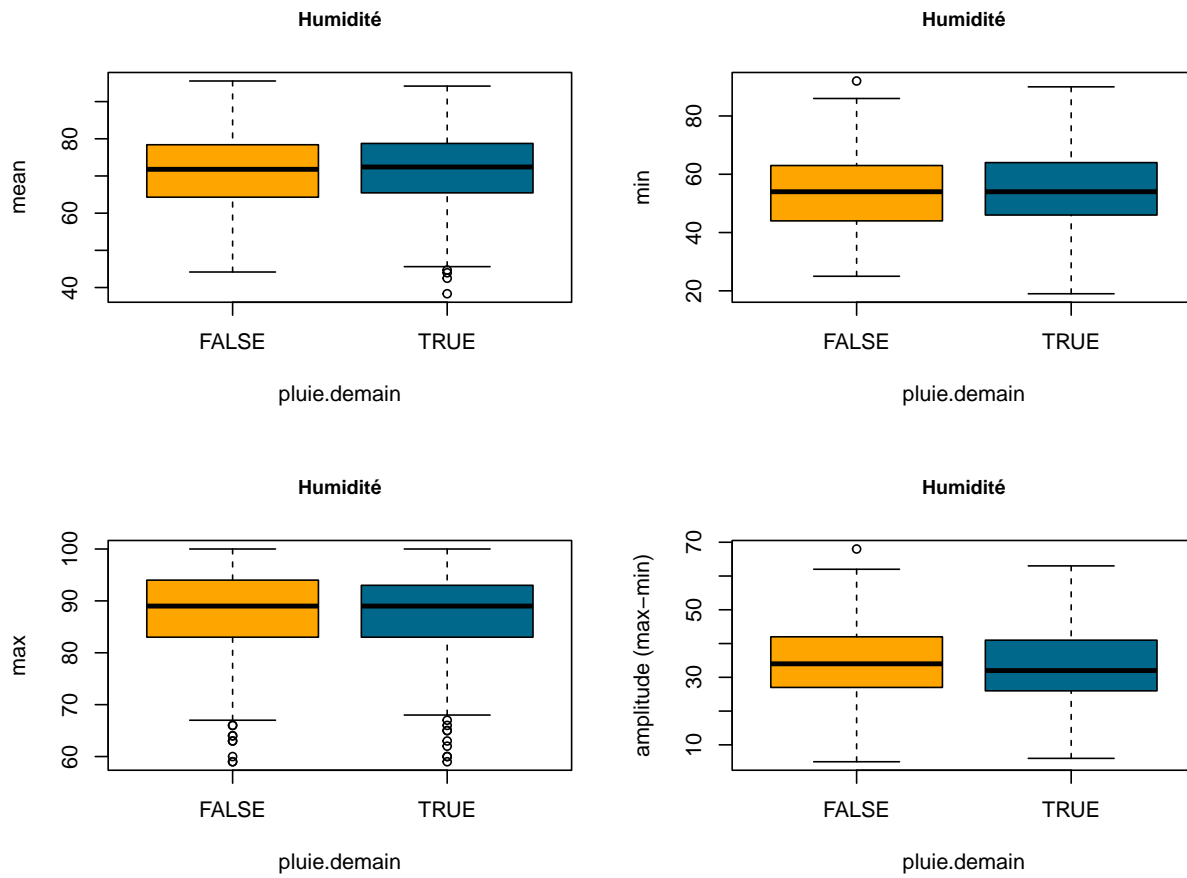 Humidité
mean
80
60
40
FALSE TRUE
pluie.demain
Humidité
min
80
60
40
20
FALSE TRUE
pluie.demain
Humidité
max
100
90
80
70
60
FALSE TRUE
pluie.demain
Humidité
amplitude (max−min)
70
50
30
10
FALSE TRUE
pluie.demain